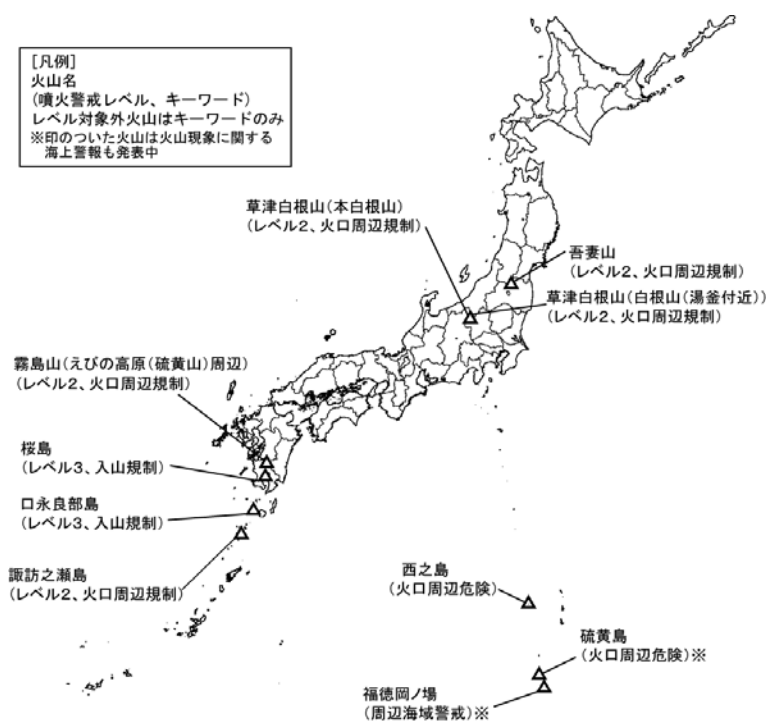 [凡例]
火山名
(噴火警戒レベル、キーワード)
レベル対象外火山はキーワードのみ
※印のついた火山は火山現象に関する
海上警報も発表中
草津白根山(本白根山)
(レベル2、火口周辺規制)
吾妻山
(レベル2、火口周辺規制)
草津白根山(白根山(湯釜付近))
(レベル2、火口周辺規制)
霧島山(えびの高原(硫黄山)周辺)
(レベル2、火口周辺規制)
桜島
(レベル3、入山規制)
口永良部島
(レベル3、入山規制)
諏訪之瀬島
(レベル2、火口周辺規制)
西之島
(火口周辺危険)
硫黄島
(火口周辺危険)※
福徳岡ノ場
(周辺海域警戒)※